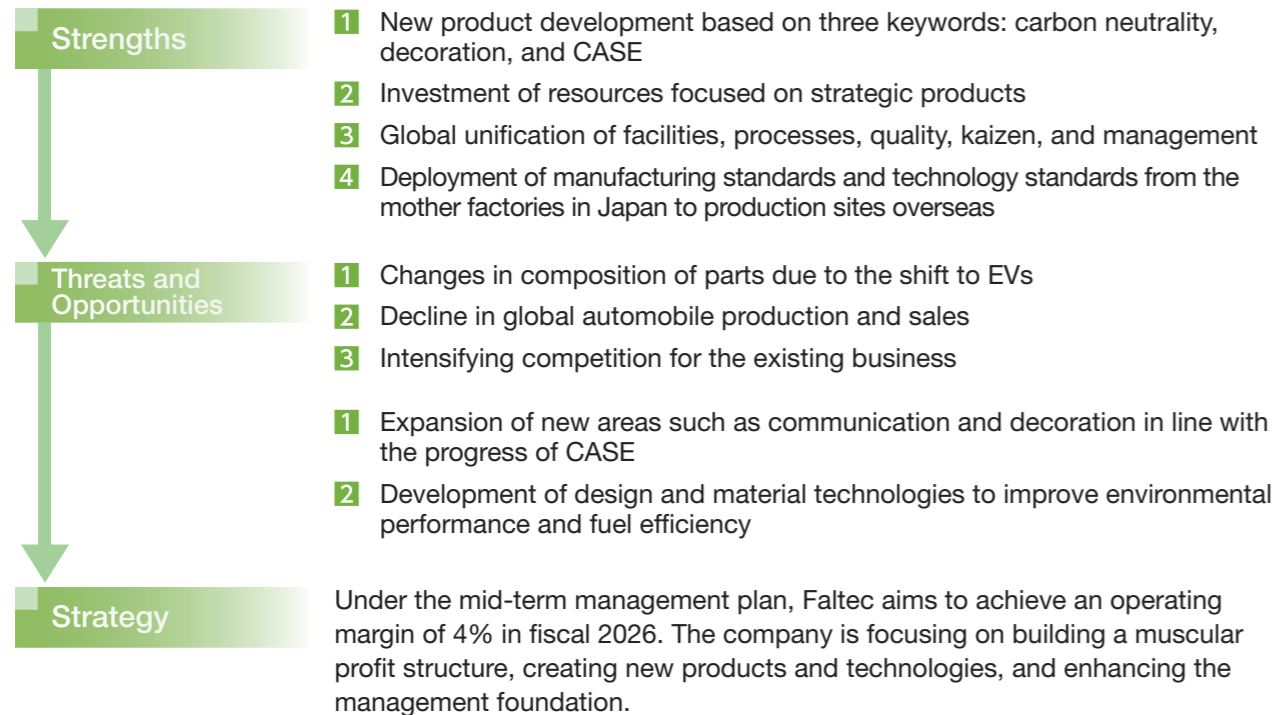 Strengths
1 New product development based on three keywords: carbon neutrality,
decoration, and CASE
2 Investment of resources focused on strategic products
3 Global unification of facilities, processes, quality, kaizen, and management
4 Deployment of manufacturing standards and technology standards from the
mother factories in Japan to production sites overseas
Threats and
Opportunities
1 Changes in composition of parts due to the shift to EVs
2 Decline in global automobile production and sales
3 Intensifying competition for the existing business
1 Expansion of new areas such as communication and decoration in line with
the progress of CASE
2 Development of design and material technologies to improve environmental
performance and fuel efficiency
Strategy
Under the mid-term management plan, Faltec aims to achieve an operating
margin of 4% in fiscal 2026. The company is focusing on building a muscular
profit structure, creating new products and technologies, and enhancing the
management foundation.